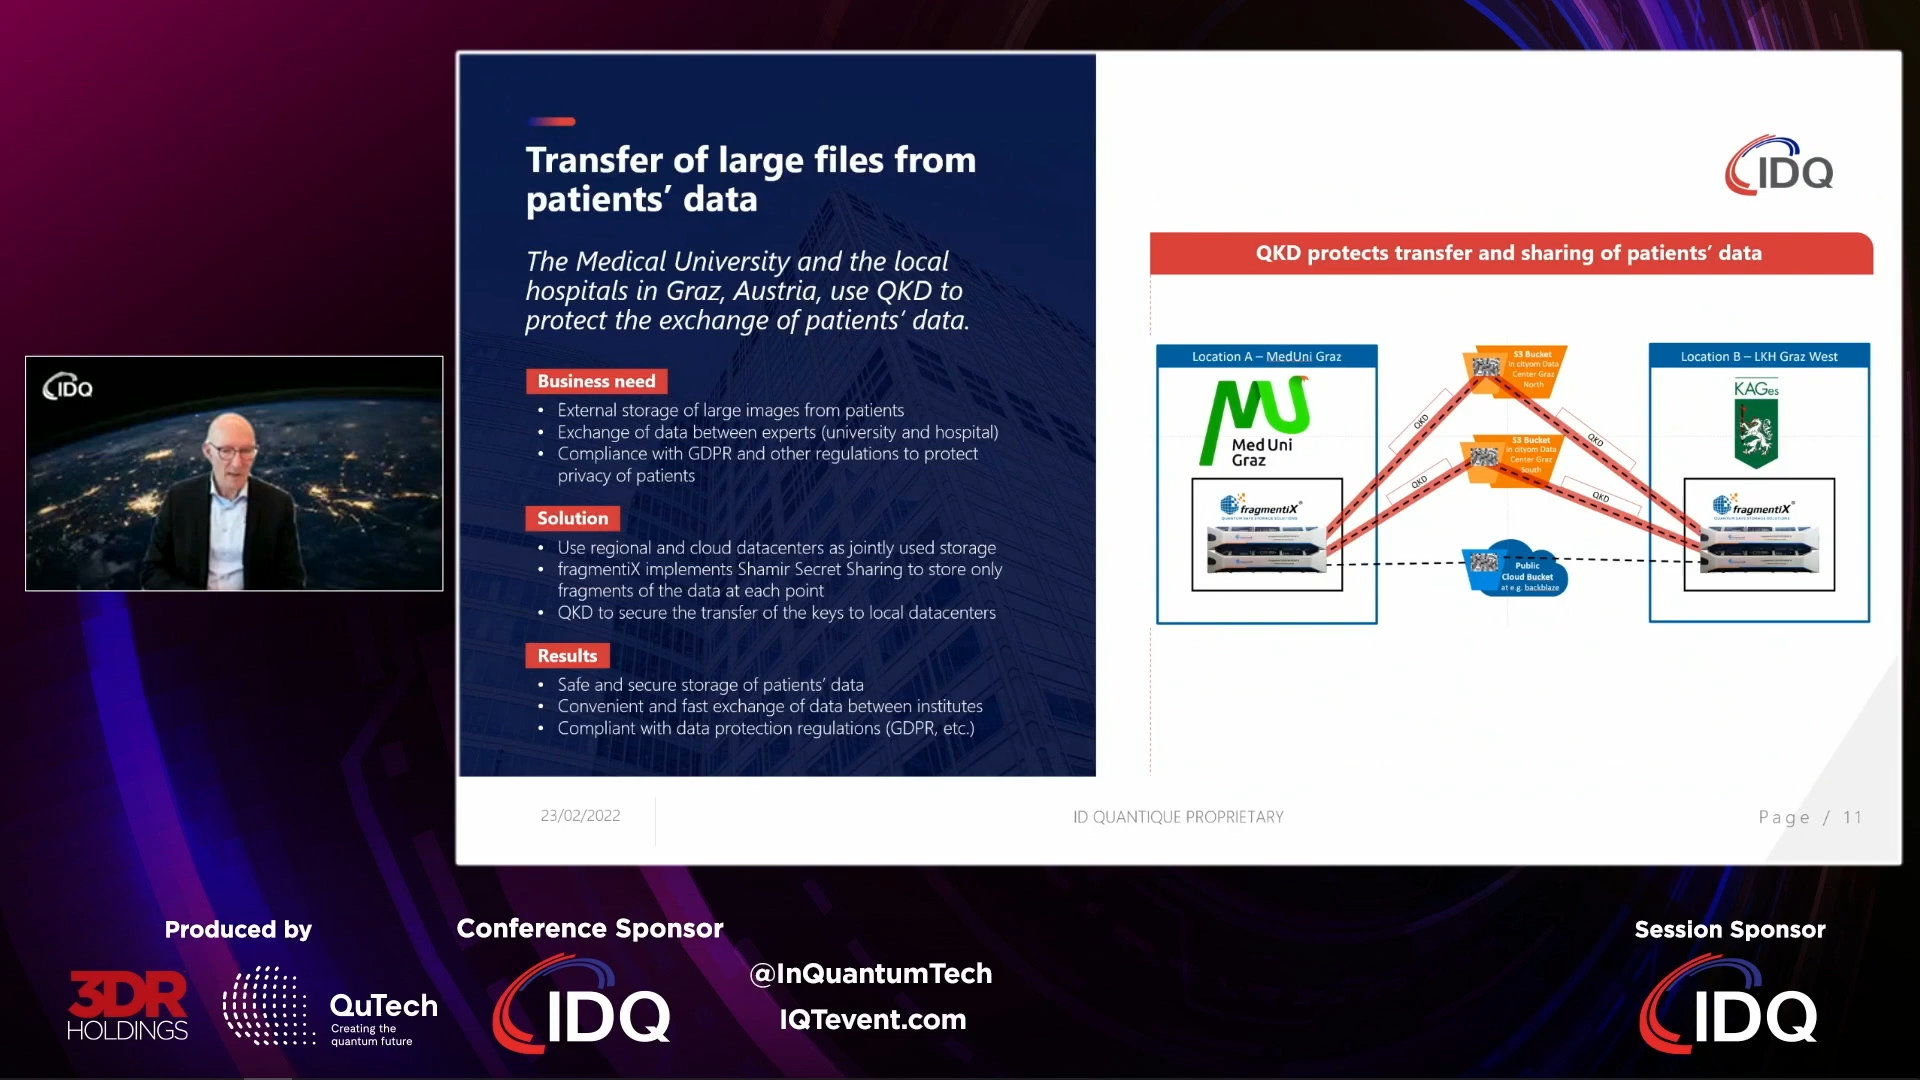 IDQ
Transfer of large files from
patients’ data
The Medical University and the local
hospitals in Graz, Austria, use QKD to
protect the exchange of patients‘ data.
Business need
• External storage of large images from patients
• Exchange of data between experts (university and hospital)
• Compliance with GDPR and other regulations to protect
privacy of patients
Solution
• Use regional and cloud datacenters as jointly used storage
• fragmentiX implements Shamir Secret Sharing to store only
fragments of the data at each point
• QKD to secure the transfer of the keys to local datacenters
Results
• Safe and secure storage of patients’ data
• Convenient and fast exchange of data between institutes
• Compliant with data protection regulations (GDPR, etc.)
IDQ
QKD protects transfer and sharing of patients’ data
Location A – MedUni Graz
Med Uni
Graz
fragmentiX®
QUANTUM SAFE STORAGE SOLUTIONS
QKD
QKD
S3 Bucket
in cityom Data
Center Graz
North
S3 Bucket
in cityom Data
Center Graz
South
Public
Cloud Bucket
at e.g. backblaze
QKD
QKD
Location B – LKH Graz West
KAGes
fragmentiX®
QUANTUM SAFE STORAGE SOLUTIONS
23/02/2022
ID QUANTIQUE PROPRIETARY
Page / 11
Produced by
3DR
HOLDINGS
QuTech
Creating the
quantum future
Conference Sponsor
IDQ
@InQuantumTech
IQTevent.com
Session Sponsor
IDQ